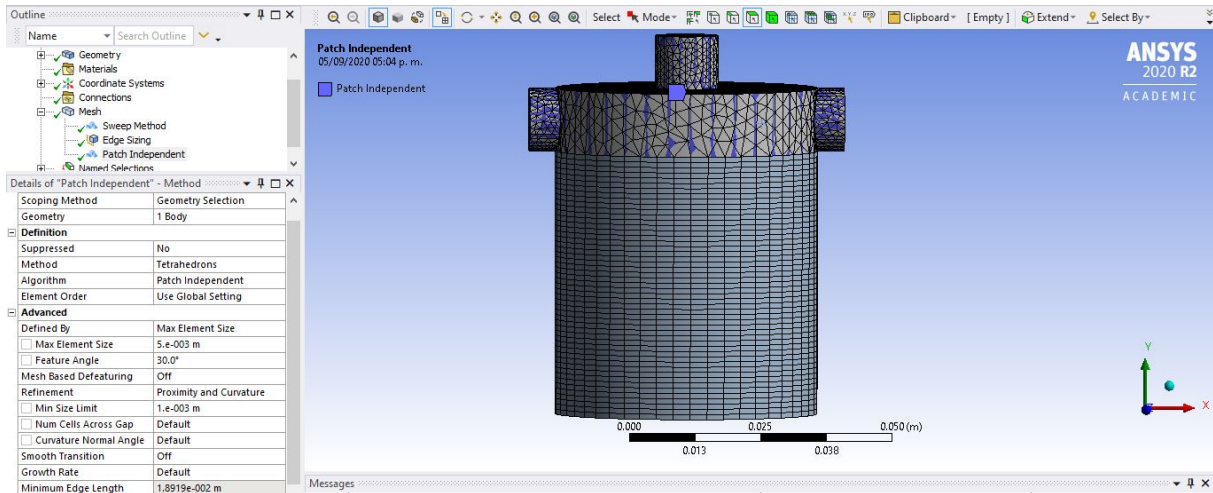 Outline
Name
Search Outline
Select
Mode
Clipboard
[ Empty ]
Extend
Select By
Geometry
Materials
Coordinate Systems
Connections
Mesh
Sweep Method
Edge Sizing
Patch Independent
Named Selections
Details of "Patch Independent" - Method
Scoping Method Geometry Selection
Geometry 1 Body
Definition
Suppressed No
Method Tetrahedrons
Algorithm Patch Independent
Element Order Use Global Setting
Advanced
Defined By Max Element Size
Max Element Size 5.e-003 m
Feature Angle 30.0°
Mesh Based Defeaturing Off
Refinement Proximity and Curvature
Min Size Limit 1.e-003 m
Num Cells Across Gap Default
Curvature Normal Angle Default
Smooth Transition Off
Growth Rate Default
Minimum Edge Length 1.8919e-002 m
Patch Independent
05/09/2020 05:04 p. m.
Patch Independent
ANSYS
2020 R2
ACADEMIC
Y
X
0.000 0.025 0.050 (m)
0.013 0.038
Messages